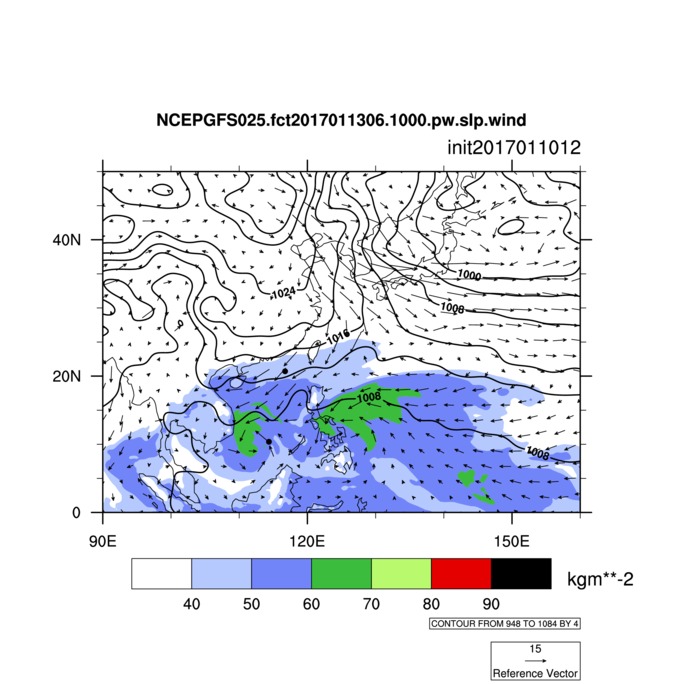 NCEPGFS025.fct2017011306.1000.pw.slp.wind
init2017011012
40N
1000
1024
1008
1016
20N
1008
1008
0
90E 120E 150E
kgm**-2
40 50 60 70 80 90
CONTOUR FROM 948 TO 1084 BY 4
15
Reference Vector